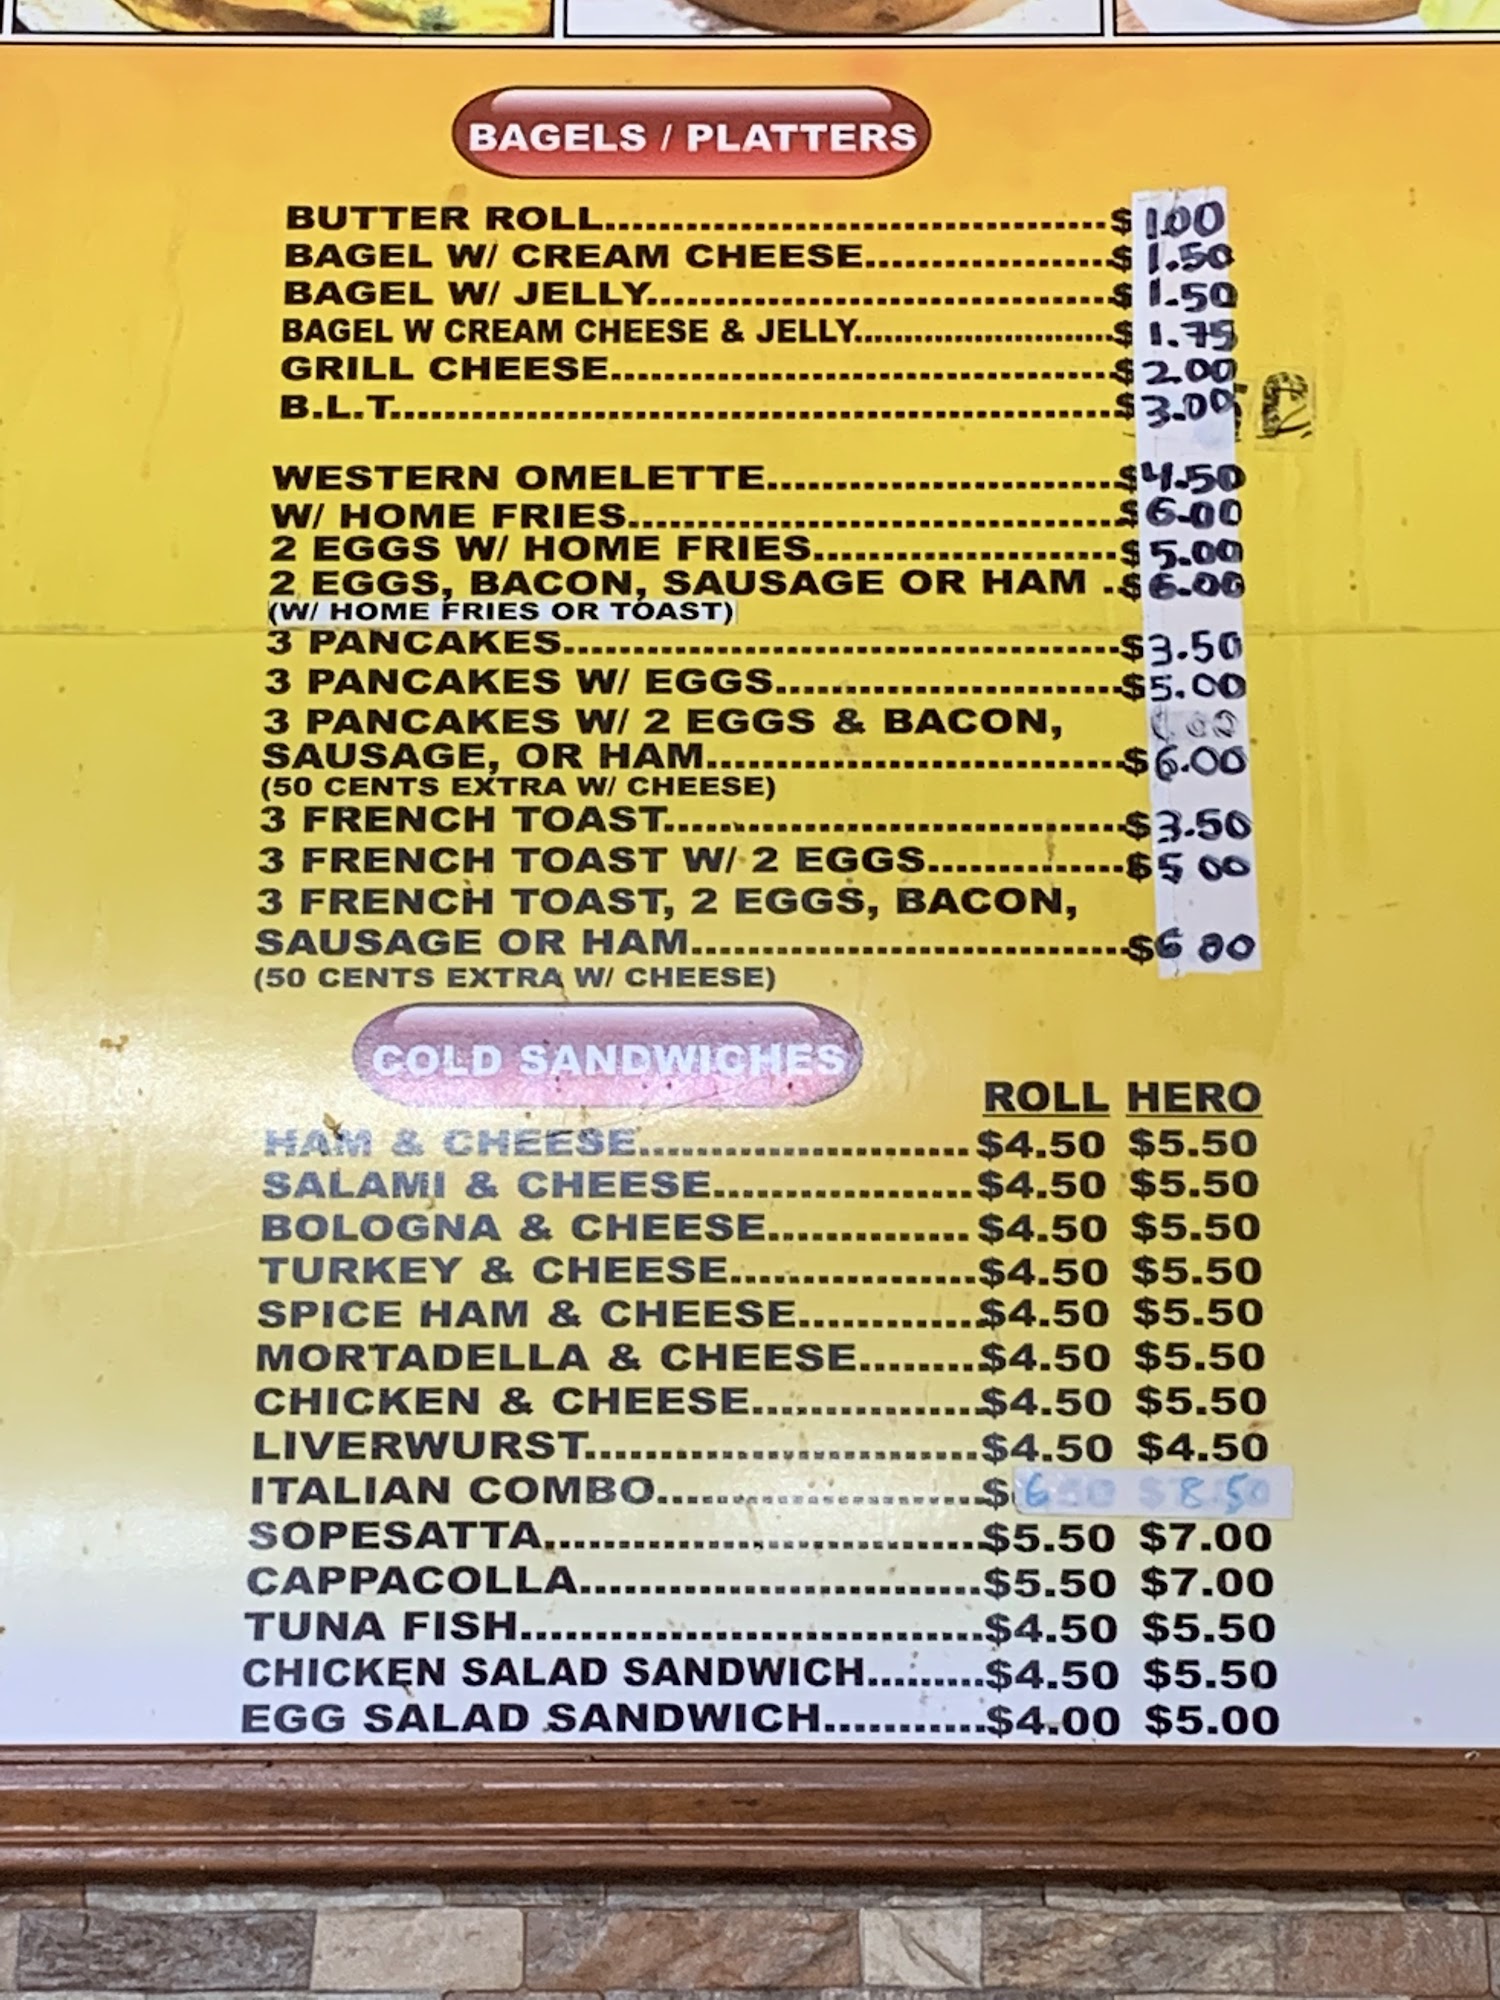 BAGELS / PLATTERS
BUTTER ROLL..........$ 1.00
BAGEL W/ CREAM CHEESE..........$ 1.50
BAGEL W/ JELLY..........$ 1.50
BAGEL W CREAM CHEESE & JELLY..........$ 1.75
GRILL CHEESE..........$ 2.00
B.L.T..........$ 3.00
WESTERN OMELETTE..........$ 4.50
W/ HOME FRIES..........$ 6.00
2 EGGS W/ HOME FRIES..........$ 5.00
2 EGGS, BACON, SAUSAGE OR HAM .$ 6.00
(W/ HOME FRIES OR TOAST)
3 PANCAKES..........$3.50
3 PANCAKES W/ EGGS..........$5.00
3 PANCAKES W/ 2 EGGS & BACON,
SAUSAGE, OR HAM..........$6.00
(50 CENTS EXTRA W/ CHEESE)
3 FRENCH TOAST..........$3.50
3 FRENCH TOAST W/ 2 EGGS..........$5 00
3 FRENCH TOAST, 2 EGGS, BACON,
SAUSAGE OR HAM..........$6 00
(50 CENTS EXTRA W/ CHEESE)
COLD SANDWICHES
ROLL HERO
HAM & CHEESE..........$4.50 $5.50
SALAMI & CHEESE..........$4.50 $5.50
BOLOGNA & CHEESE..........$4.50 $5.50
TURKEY & CHEESE..........$4.50 $5.50
SPICE HAM & CHEESE..........$4.50 $5.50
MORTADELLA & CHEESE........$4.50 $5.50
CHICKEN & CHEESE..........$4.50 $5.50
LIVERWURST..........$4.50 $4.50
ITALIAN COMBO..........$ $8.50
SOPESATTA..........$5.50 $7.00
CAPPACOLLA..........$5.50 $7.00
TUNA FISH..........$4.50 $5.50
CHICKEN SALAD SANDWICH........$4.50 $5.50
EGG SALAD SANDWICH..........$4.00 $5.00